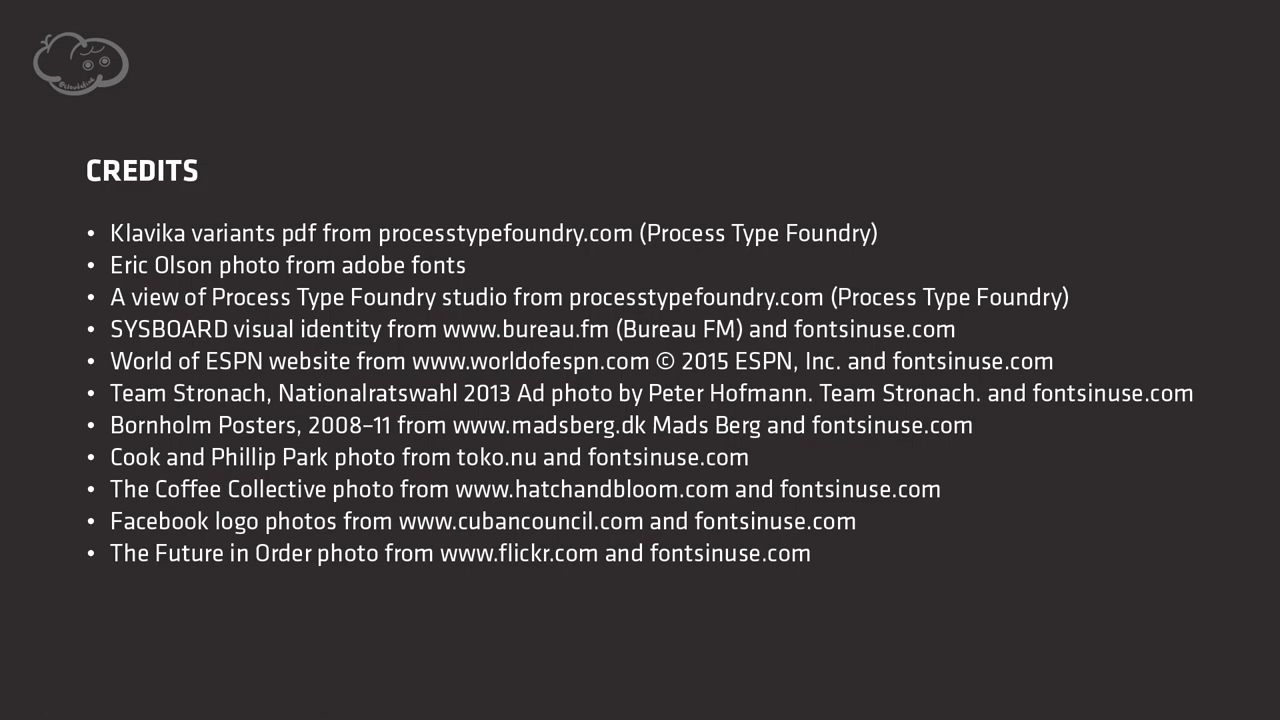 CREDITS
• Klavika variants pdf from processtypefoundry.com (Process Type Foundry)
• Eric Olson photo from adobe fonts
• A view of Process Type Foundry studio from processtypefoundry.com (Process Type Foundry)
• SYSBOARD visual identity from www.bureau.fm (Bureau FM) and fontsinuse.com
• World of ESPN website from www.worldofespn.com © 2015 ESPN, Inc. and fontsinuse.com
• Team Stronach, Nationalratswahl 2013 Ad photo by Peter Hofmann. Team Stronach. and fontsinuse.com
• Bornholm Posters, 2008–11 from www.madsberg.dk Mads Berg and fontsinuse.com
• Cook and Phillip Park photo from toko.nu and fontsinuse.com
• The Coffee Collective photo from www.hatchandbloom.com and fontsinuse.com
• Facebook logo photos from www.cubancouncil.com and fontsinuse.com
• The Future in Order photo from www.flickr.com and fontsinuse.com